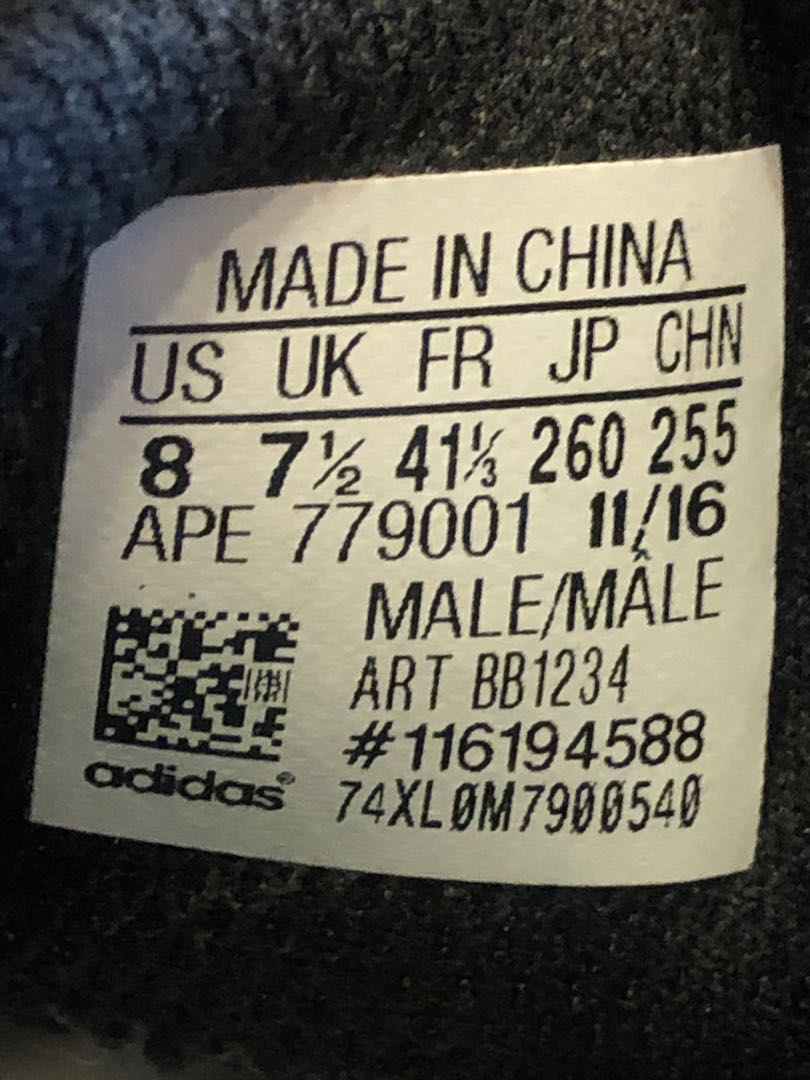 MADE IN CHINA
US UK FR JP CHN
8 7½ 41⅓ 260 255
APE 779001 11/16
MALE/MÂLE
ART BB1234
#116194588
adidas®
74XL0M7900540